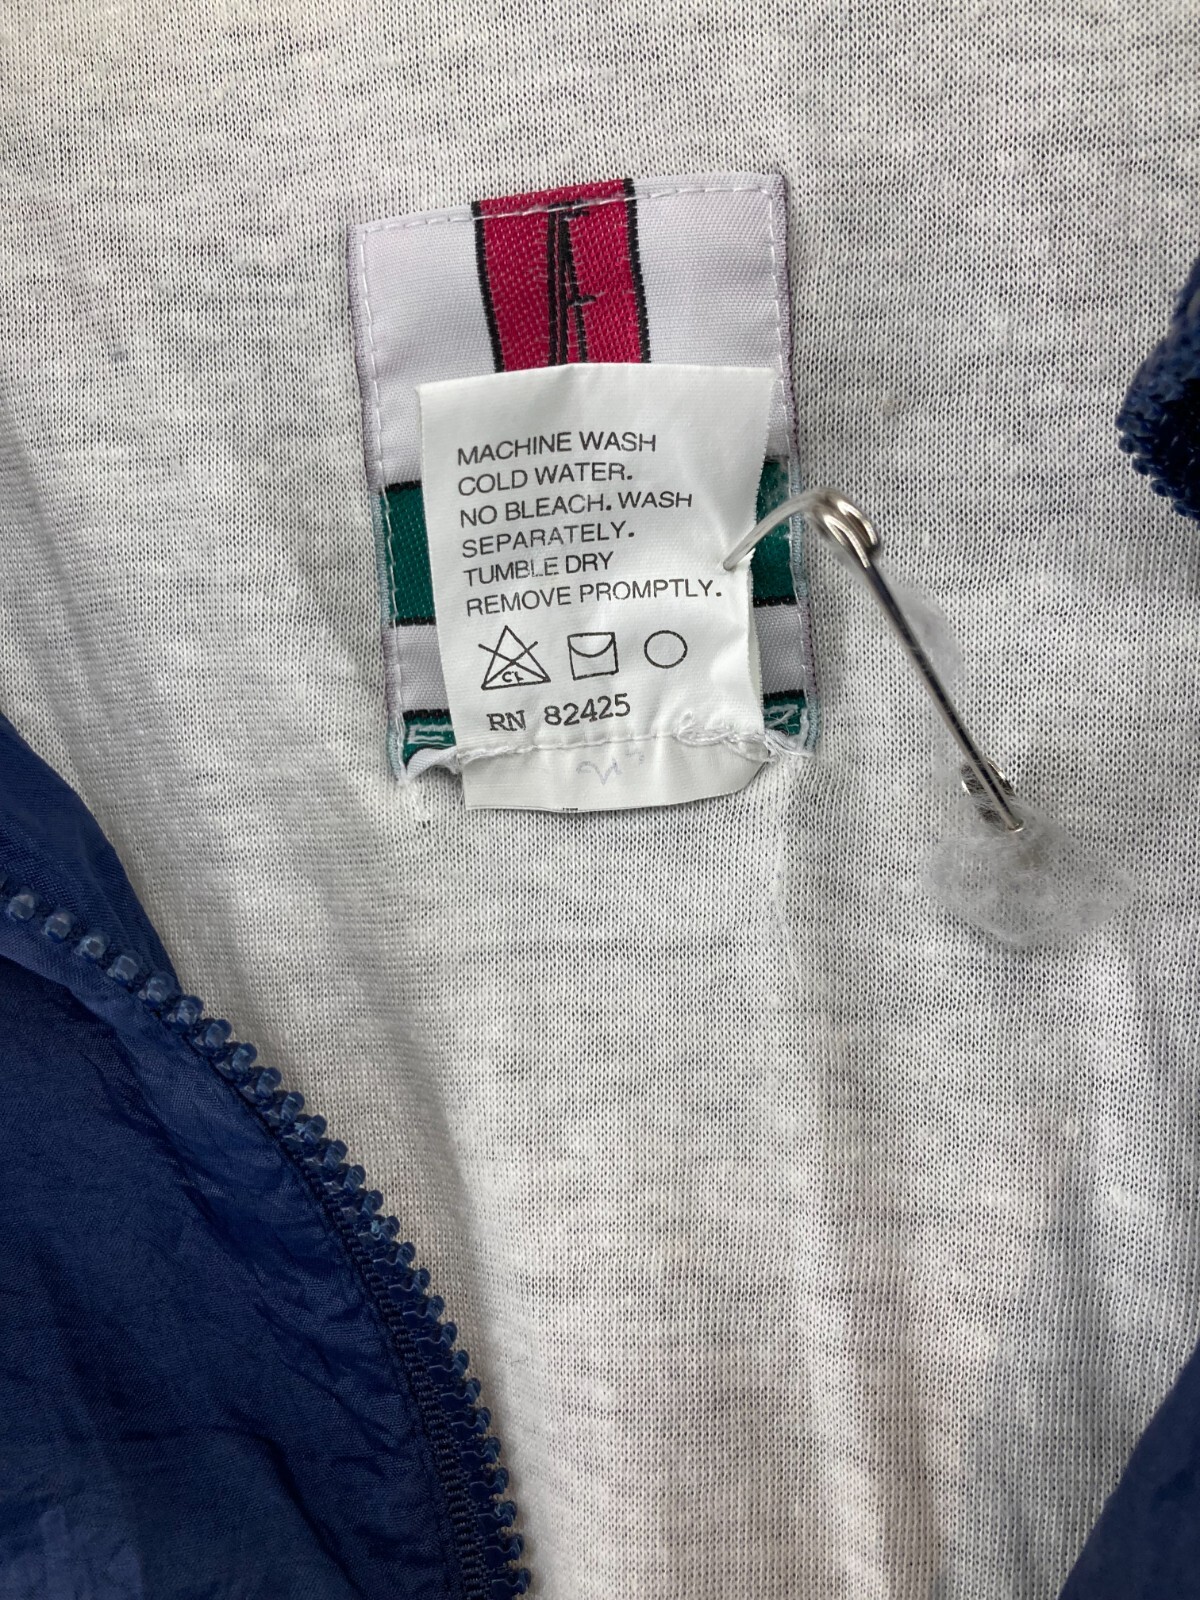 MACHINE WASH
COLD WATER.
NO BLEACH. WASH
SEPARATELY.
TUMBLE DRY
REMOVE PROMPTLY.
CL
RN 82425